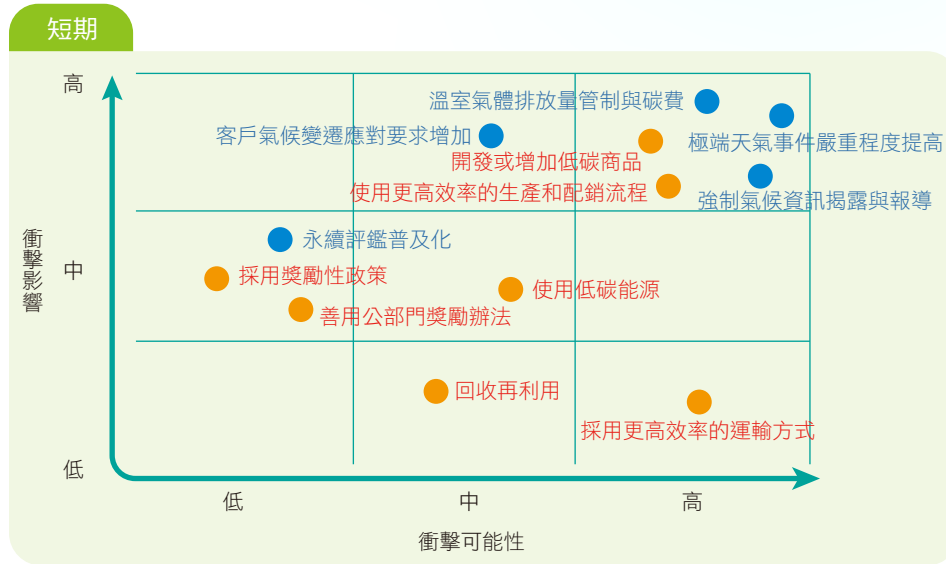 短期
高
溫室氣體排放量管制與碳費
客戶氣候變遷應對要求增加
極端天氣事件嚴重程度提高
開發或增加低碳商品
使用更高效率的生產和配銷流程
強制氣候資訊揭露與報導
衝擊影響
中
永續評鑑普及化
採用獎勵性政策
使用低碳能源
善用公部門獎勵辦法
回收再利用
採用更高效率的運輸方式
低
低
中
高
衝擊可能性